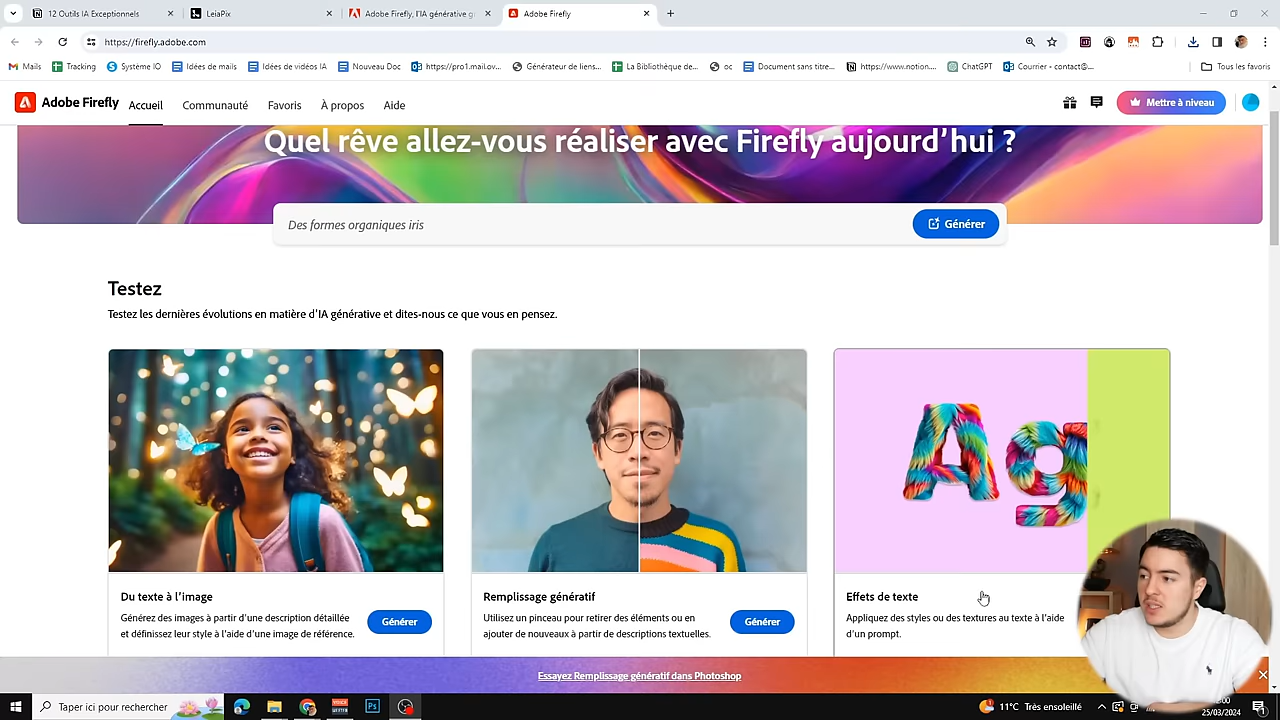 12 Outils IA Exceptionnels
LeiaPix
Adobe Firefly, l'IA générative g
Adobe Firefly
https://firefly.adobe.com
Mails
Tracking
Système IO
Idées de mails
Idées de vidéos IA
Nouveau Doc
https://pro1.mail.ov...
Générateur de liens...
La Bibliothèque de...
oc
Document sans titre...
https://www.notion....
ChatGPT
Courrier - contact@...
Tous les favoris
Adobe Firefly
Accueil
Communauté
Favoris
À propos
Aide
Mettre à niveau
Quel rêve allez-vous réaliser avec Firefly aujourd'hui ?
Des formes organiques iris
Générer
Testez
Testez les dernières évolutions en matière d'IA générative et dites-nous ce que vous en pensez.
Ag
Du texte à l'image
Générez des images à partir d'une description détaillée
et définissez leur style à l'aide d'une image de référence.
Générer
Remplissage génératif
Utilisez un pinceau pour retirer des éléments ou en
ajouter de nouveaux à partir de descriptions textuelles.
Générer
Effets de texte
Appliquez des styles ou des textures au texte à l'aide
d'un prompt.
Essayez Remplissage génératif dans Photoshop
Taper ici pour rechercher
11°C Très ensoleillé
25/03/2024